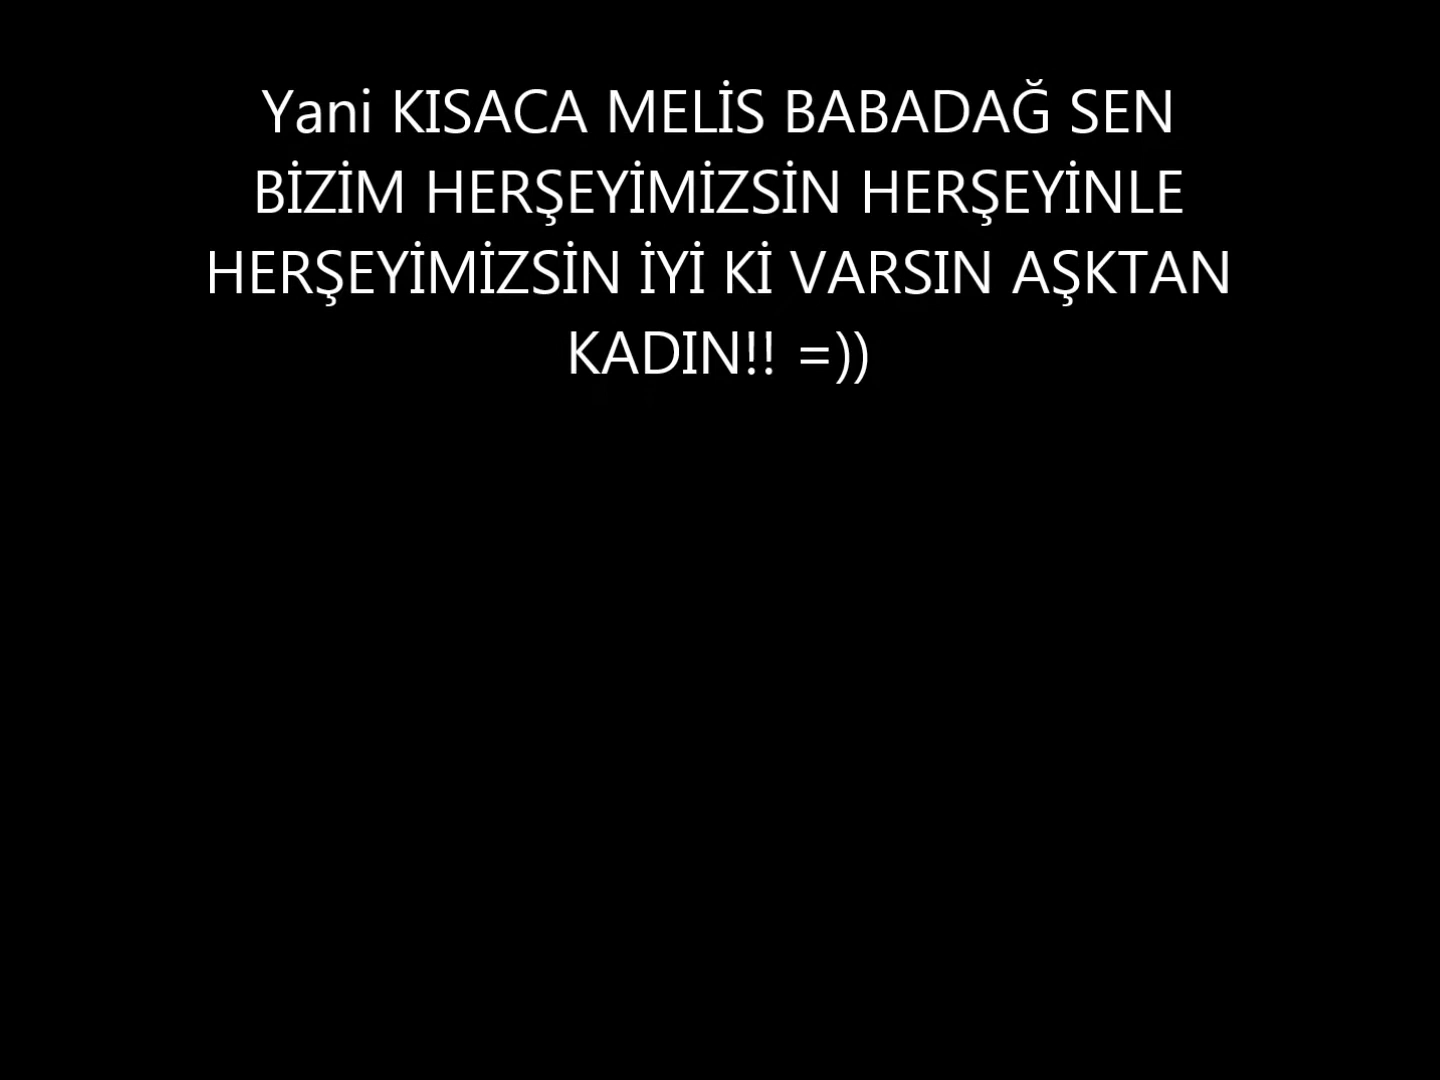 Yani KISACA MELİS BABADAĞ SEN
BİZİM HERŞEYİMİZSİN HERŞEYİNLE
HERŞEYİMİZSİN İYİ Kİ VARSIN AŞKTAN
KADIN!! =))